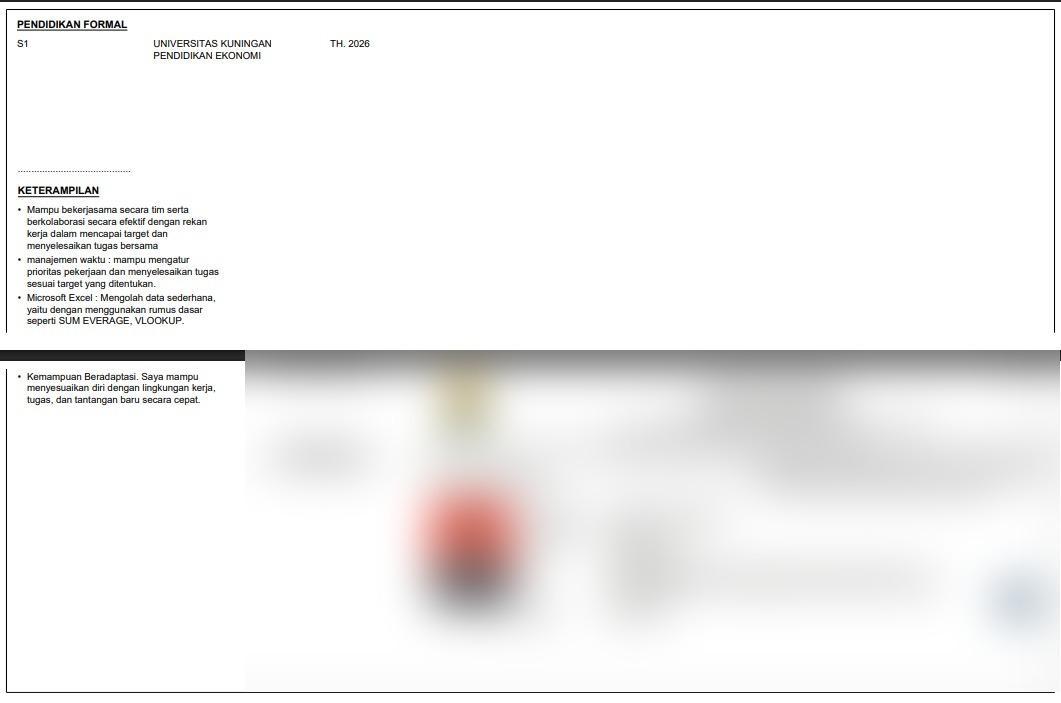 PENDIDIKAN FORMAL
S1 UNIVERSITAS KUNINGAN TH. 2026
PENDIDIKAN EKONOMI
..........................................
KETERAMPILAN
• Mampu bekerjasama secara tim serta
berkolaborasi secara efektif dengan rekan
kerja dalam mencapai target dan
menyelesaikan tugas bersama
• manajemen waktu : mampu mengatur
prioritas pekerjaan dan menyelesaikan tugas
sesuai target yang ditentukan.
• Microsoft Excel : Mengolah data sederhana,
yaitu dengan menggunakan rumus dasar
seperti SUM EVERAGE, VLOOKUP.
• Kemampuan Beradaptasi. Saya mampu
menyesuaikan diri dengan lingkungan kerja,
tugas, dan tantangan baru secara cepat.